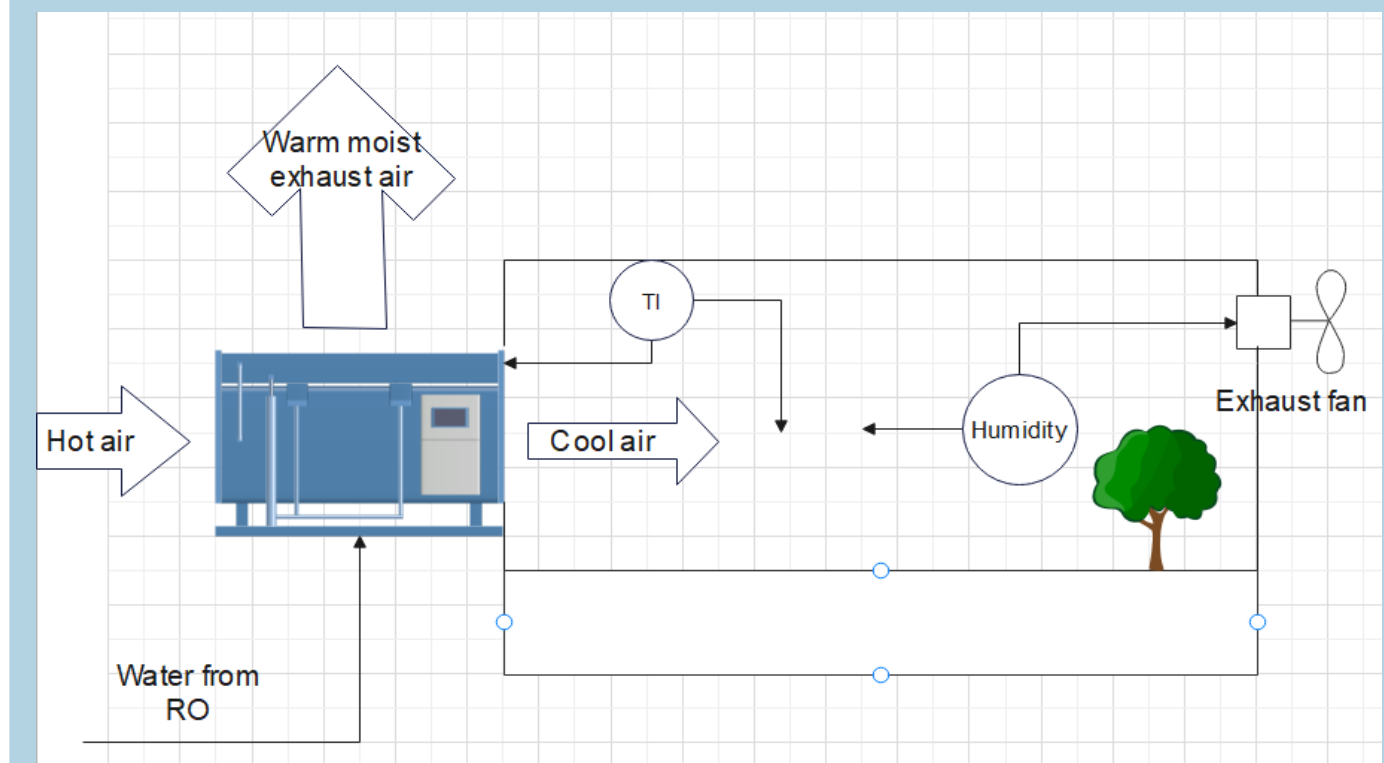 Warm moist
exhaust air
TI
Hot air
Cool air
Humidity
Exhaust fan
Water from
RO